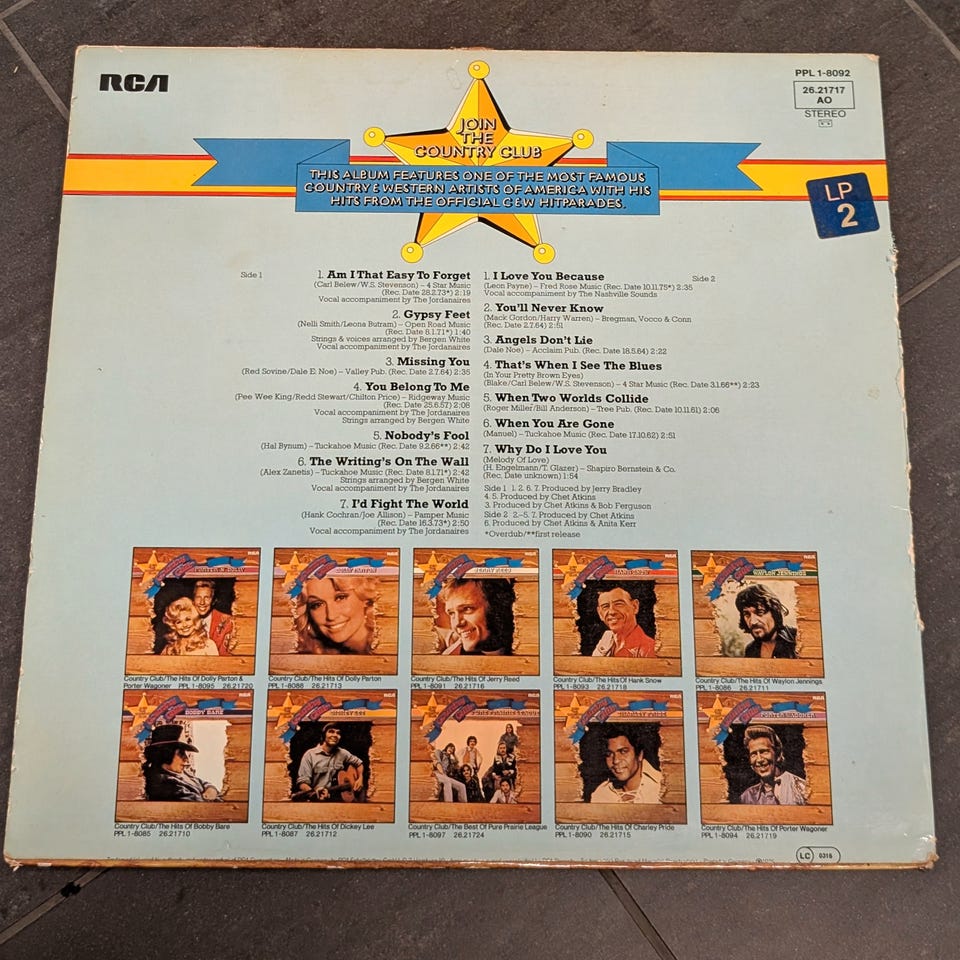 RCA
PPL 1-8092
26.21717
AO
STEREO
JOIN
THE
COUNTRY CLUB
THIS ALBUM FEATURES ONE OF THE MOST FAMOUS
COUNTRY & WESTERN ARTISTS OF AMERICA WITH HIS
HITS FROM THE OFFICIAL C & W HITPARADES.
LP
2
Side 1
1. Am I That Easy To Forget
(Carl Belew/W.S. Stevenson) – 4 Star Music
(Rec. Date 28.2.73*) 2:19
Vocal accompaniment by The Jordanaires
2. Gypsy Feet
(Nelli Smith/Leona Butram) – Open Road Music
(Rec. Date 8.1.71*) 1:40
Strings & voices arranged by Bergen White
Vocal accompaniment by The Jordanaires
3. Missing You
(Red Sovine/Dale E. Noe) – Valley Pub. (Rec. Date 2.7.64) 2:35
4. You Belong To Me
(Pee Wee King/Redd Stewart/Chilton Price) – Ridgeway Music
(Rec. Date 25.6.57) 2:08
Vocal accompaniment by The Jordanaires
Strings arranged by Bergen White
5. Nobody's Fool
(Hal Bynum) – Tuckahoe Music (Rec. Date 9.2.66**) 2:42
6. The Writing's On The Wall
(Alex Zanetis) – Tuckahoe Music (Rec. Date 8.1.71*) 2:42
Strings arranged by Bergen White
Vocal accompaniment by The Jordanaires
7. I'd Fight The World
(Hank Cochran/Joe Allison) – Pamper Music
(Rec. Date 16.3.73*) 2:50
Vocal accompaniment by The Jordanaires
Side 2
1. I Love You Because
(Leon Payne) – Fred Rose Music (Rec. Date 10.11.75*) 2:35
Vocal accompaniment by The Nashville Sounds
2. You'll Never Know
(Mack Gordon/Harry Warren) – Bregman, Vocco & Conn
(Rec. Date 2.7.64) 2:51
3. Angels Don't Lie
(Dale Noe) – Acclaim Pub. (Rec. Date 18.5.64) 2:22
4. That's When I See The Blues
(In Your Pretty Brown Eyes)
(Blake/Carl Belew/W.S. Stevenson) – 4 Star Music (Rec. Date 3.1.66**) 2:23
5. When Two Worlds Collide
(Roger Miller/Bill Anderson) – Tree Pub. (Rec. Date 10.11.61) 2:06
6. When You Are Gone
(Manuel) – Tuckahoe Music (Rec. Date 17.10.62) 2:51
7. Why Do I Love You
(Melody Of Love)
(H. Engelmann/T. Glazer) – Shapiro Bernstein & Co.
(Rec. Date unknown) 1:54
Side 1 1. 2. 6. 7. Produced by Jerry Bradley
4. 5. Produced by Chet Atkins
3. Produced by Chet Atkins & Bob Ferguson
Side 2 2.–5. 7. Produced by Chet Atkins
6. Produced by Chet Atkins & Anita Kerr
*Overdub/**first release
Country Club/The Hits Of Dolly Parton &
Porter Wagoner PPL 1-8095 26.21720
Country Club/The Hits Of Dolly Parton
PPL 1-8088 26.21713
Country Club/The Hits Of Jerry Reed
PPL 1-8091 26.21716
Country Club/The Hits Of Hank Snow
PPL 1-8093 26.21718
Country Club/The Hits Of Waylon Jennings
PPL 1-8086 26.21711
Country Club/The Hits Of Bobby Bare
PPL 1-8085 26.21710
Country Club/The Hits Of Dickey Lee
PPL 1-8087 26.21712
Country Club/The Best Of Pure Prairie League
PPL 1-8097 26.21724
Country Club/The Hits Of Charley Pride
PPL 1-8090 26.21715
Country Club/The Hits Of Porter Wagoner
PPL 1-8094 26.21719
LC 0316